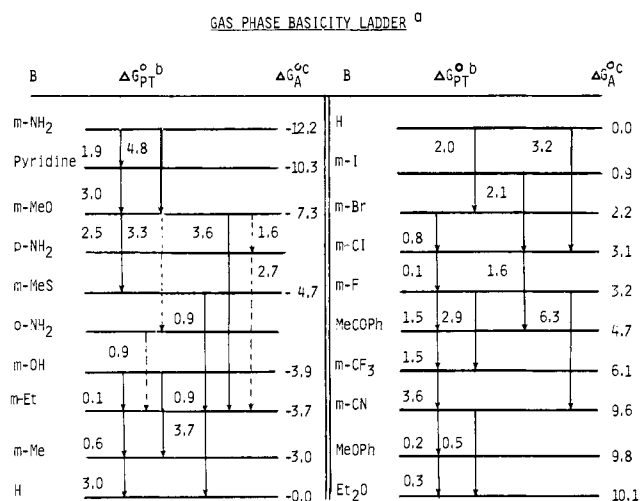 GAS PHASE BASICITY LADDER a
B ΔG°PT b ΔG°A c B ΔG°PT b ΔG°A c
m-NH2 -12.2
1.9 4.8
Pyridine -10.3
3.0
m-MeO -7.3
2.5 3.3 3.6 1.6
p-NH2
2.7
m-MeS -4.7
0.9
o-NH2
0.9
m-OH -3.9
m-Et 0.1 0.9 -3.7
3.7
m-Me 0.6 -3.0
H 3.0 -0.0
H 0.0
2.0 3.2
m-I 0.9
2.1
m-Br 2.2
0.8
m-Cl 3.1
0.1 1.6
m-F 3.2
MeCOPh 1.5 2.9 6.3 4.7
m-CF3 1.5 6.1
m-CN 3.6 9.6
MeOPh 0.2 0.5 9.8
Et2O 0.3 10.1